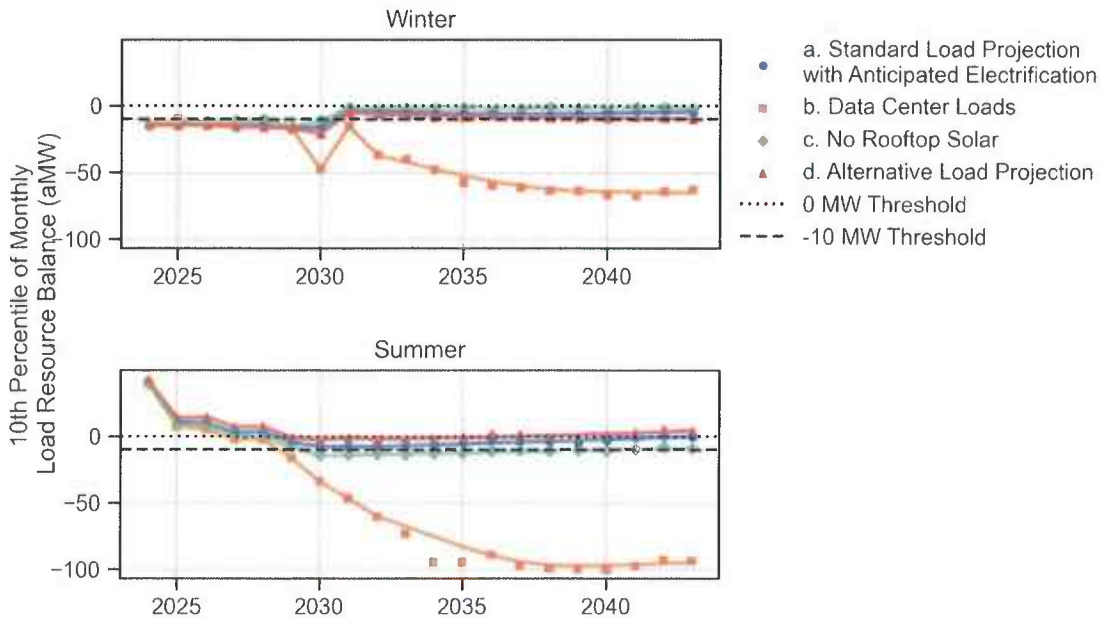 Winter
0
−50
−100
2025
2030
2035
2040
a. Standard Load Projection
with Anticipated Electrification
b. Data Center Loads
c. No Rooftop Solar
d. Alternative Load Projection
0 MW Threshold
-10 MW Threshold
10th Percentile of Monthly
Load Resource Balance (aMW)
Summer
0
−50
−100
2025
2030
2035
2040